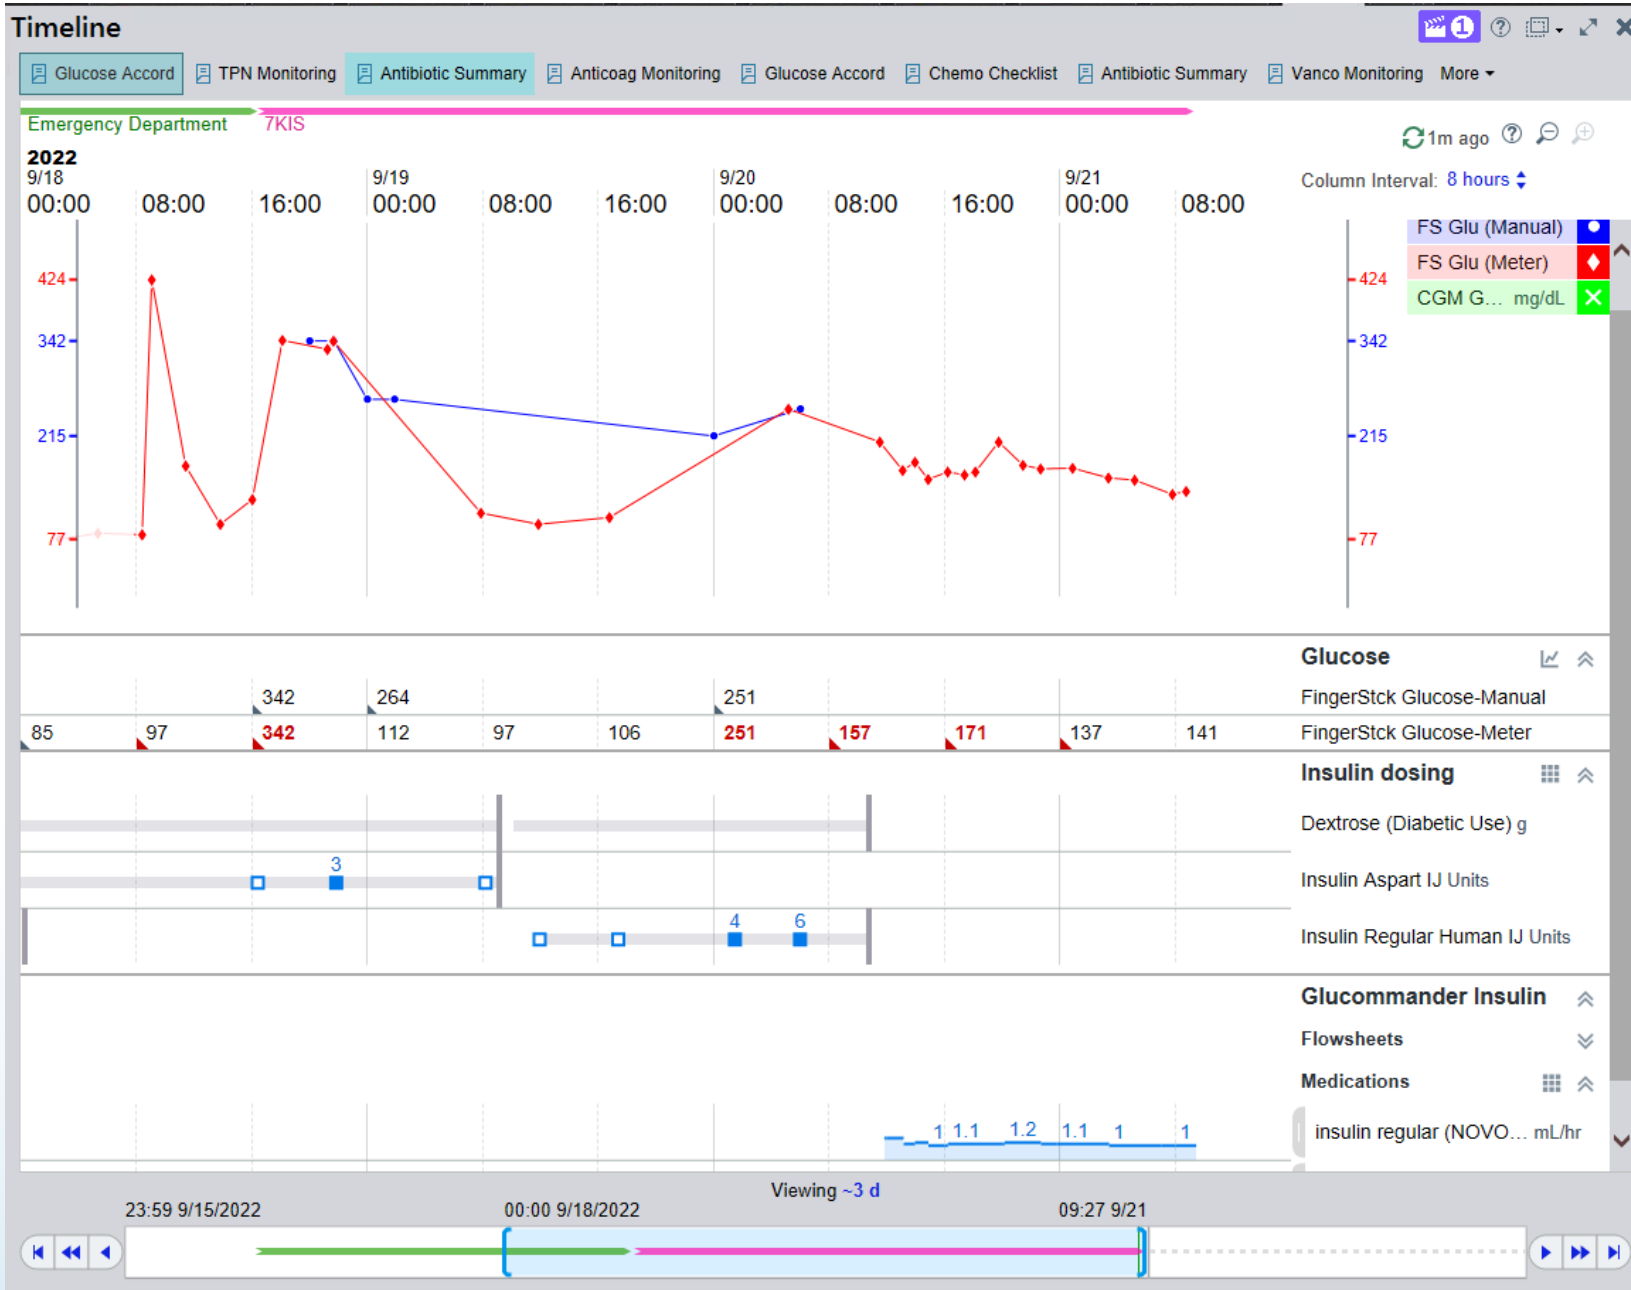 Timeline
1
Glucose Accord TPN Monitoring Antibiotic Summary Anticoag Monitoring Glucose Accord Chemo Checklist Antibiotic Summary Vanco Monitoring More
Emergency Department 7KIS
1m ago
2022
9/18 9/19 9/20 9/21
Column Interval: 8 hours
00:00 08:00 16:00 00:00 08:00 16:00 00:00 08:00 16:00 00:00 08:00
FS Glu (Manual)
424 424 FS Glu (Meter)
CGM G... mg/dL
342 342
215 215
77 77
Glucose
342 264 251 FingerStck Glucose-Manual
85 97 342 112 97 106 251 157 171 137 141 FingerStck Glucose-Meter
Insulin dosing
Dextrose (Diabetic Use) g
3 Insulin Aspart IJ Units
4 6 Insulin Regular Human IJ Units
Glucommander Insulin
Flowsheets
Medications
1 1.1 1.2 1.1 1 1 insulin regular (NOVO... mL/hr
Viewing ~3 d
23:59 9/15/2022 00:00 9/18/2022 09:27 9/21